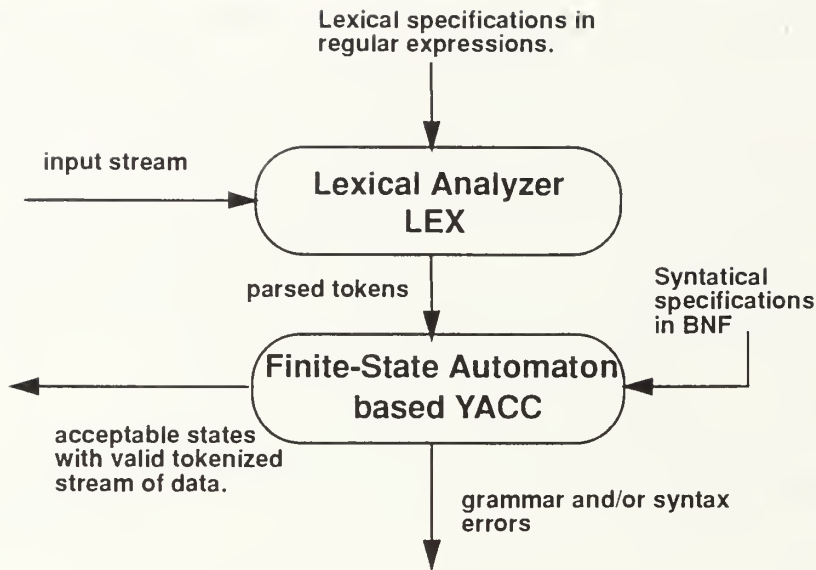 Lexical specifications in
regular expressions.
input stream
Lexical Analyzer
LEX
parsed tokens
Syntatical
specifications
in BNF
Finite-State Automaton
based YACC
acceptable states
with valid tokenized
stream of data.
grammar and/or syntax
errors